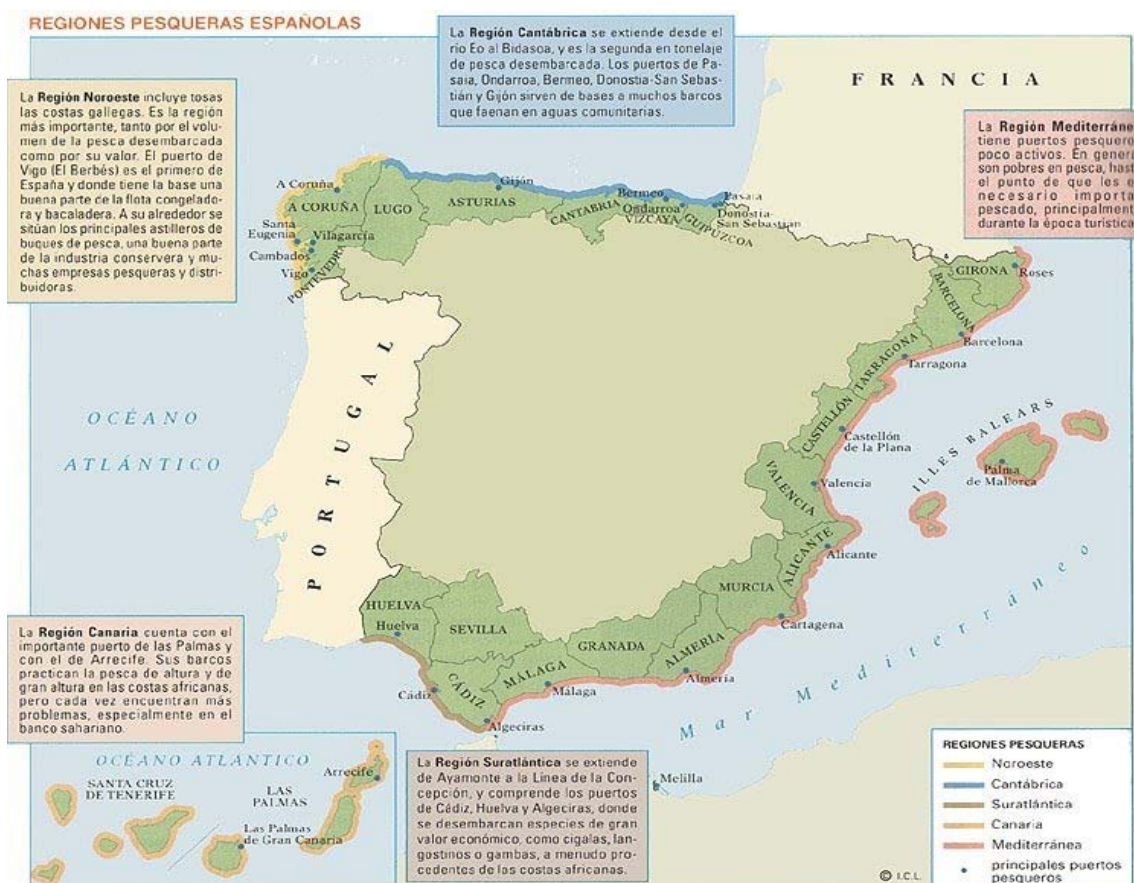 REGIONES PESQUERAS ESPAÑOLAS
La Región Cantábrica se extiende desde el
río Eo al Bidasoa, y es la segunda en tonelaje
de pesca desembarcada. Los puertos de Pa-
saia, Ondarroa, Bermeo, Donostia-San Sebas-
tián y Gijón sirven de bases a muchos barcos
que faenan en aguas comunitarias.
FRANCIA
La Región Noroeste incluye tosas
las costas gallegas. Es la región
más importante, tanto por el volu-
men de la pesca desembarcada
como por su valor. El puerto de
Vigo (El Berbés) es el primero de
España y donde tiene la base una
buena parte de la flota congelado-
ra y bacaladera. A su alrededor se
sitúan los principales astilleros de
buques de pesca, una buena parte
de la industria conservera y mu-
chas empresas pesqueras y distri-
buidoras.
La Región Mediterráne
tiene puertos pesquero
poco activos. En genera
son pobres en pesca, hast
el punto de que les e
necesario importa
pescado, principalment
durante la época turística
A Coruña
A CORUÑA
LUGO
ASTURIAS
Gijón
CANTABRIA
Bermeo
Ondarroa
VIZCAYA
GUIPUZCOA
Pasaia
Donostia-
San Sebastián
Santa
Eugenia
Vilagarcía
Cambados
Vigo
PONTEVEDRA
GIRONA
Roses
BARCELONA
Barcelona
TARRAGONA
Tarragona
CASTELLÓN
Castellón
de la Plana
VALENCIA
Valencia
ILLES BALEARS
Palma
de Mallorca
ALICANTE
Alicante
MURCIA
Cartagena
PORTUGAL
OCÉANO
ATLÁNTICO
Mar Mediterráneo
HUELVA
Huelva
SEVILLA
CÁDIZ
Cádiz
MÁLAGA
Málaga
GRANADA
ALMERÍA
Almería
Algeciras
Melilla
La Región Canaria cuenta con el
importante puerto de las Palmas y
con el de Arrecife. Sus barcos
practican la pesca de altura y de
gran altura en las costas africanas,
pero cada vez encuentran más
problemas, especialmente en el
banco sahariano.
OCÉANO ATLÁNTICO
SANTA CRUZ
DE TENERIFE
LAS
PALMAS
Arrecife
Las Palmas
de Gran Canaria
La Región Suratlántica se extiende
de Ayamonte a la Línea de la Con-
cepción, y comprende los puertos
de Cádiz, Huelva y Algeciras, donde
se desembarcan especies de gran
valor económico, como cigalas, lan-
gostinos o gambas, a menudo pro-
cedentes de las costas africanas.
REGIONES PESQUERAS
Noroeste
Cantábrica
Suratlántica
Canaria
Mediterránea
principales puertos
pesqueros
© I.C.L.